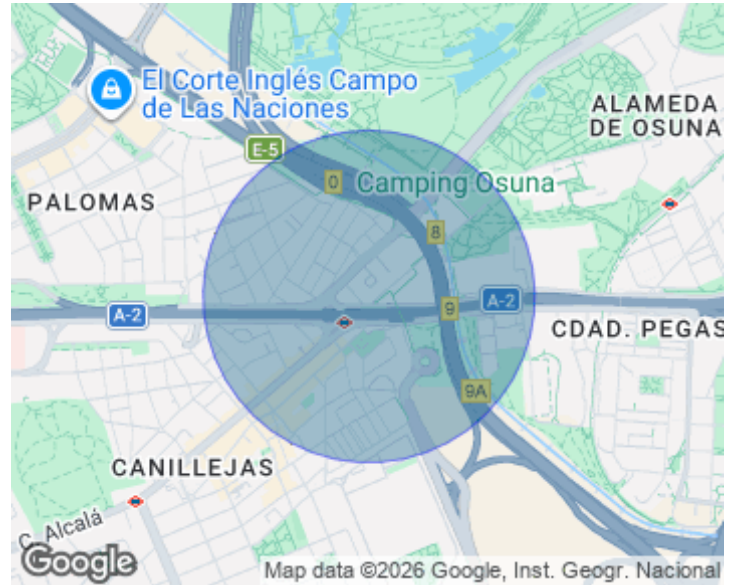 El Corte Inglés Campo
de Las Naciones
ALAMEDA
DE OSUNA
E-5
0
Camping Osuna
PALOMAS
8
A-2
9
A-2
CDAD. PEGAS
9A
CANILLEJAS
C. Alcalá
Google
Map data ©2026 Google, Inst. Geogr. Nacional